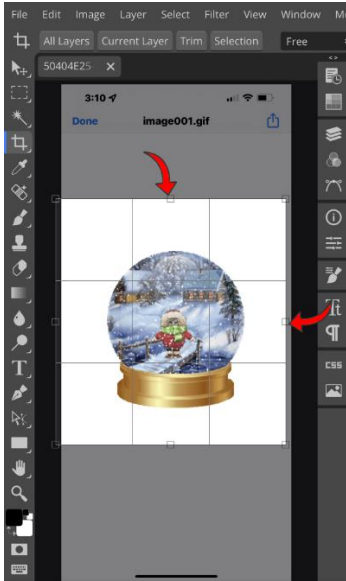 File Edit Image Layer Select Filter View Window
All Layers Current Layer Trim Selection Free
50404E25 X
3:10
Done image001.gif
CSS